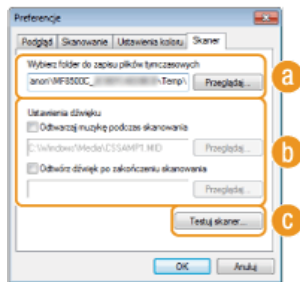 Preferencje
Podgląd Skanowanie Ustawienia koloru Skaner
Wybierz folder do zapisu plików tymczasowych
anon\MF8500C_ \Temp\ Przeglądaj...
a
Ustawienia dźwięku
Odtwarzaj muzykę podczas skanowania
C:\Windows\Media\CSSAMP1.MID Przeglądaj...
b
Odtwórz dźwięk po zakończeniu skanowania
Przeglądaj...
Testuj skaner...
c
OK Anuluj